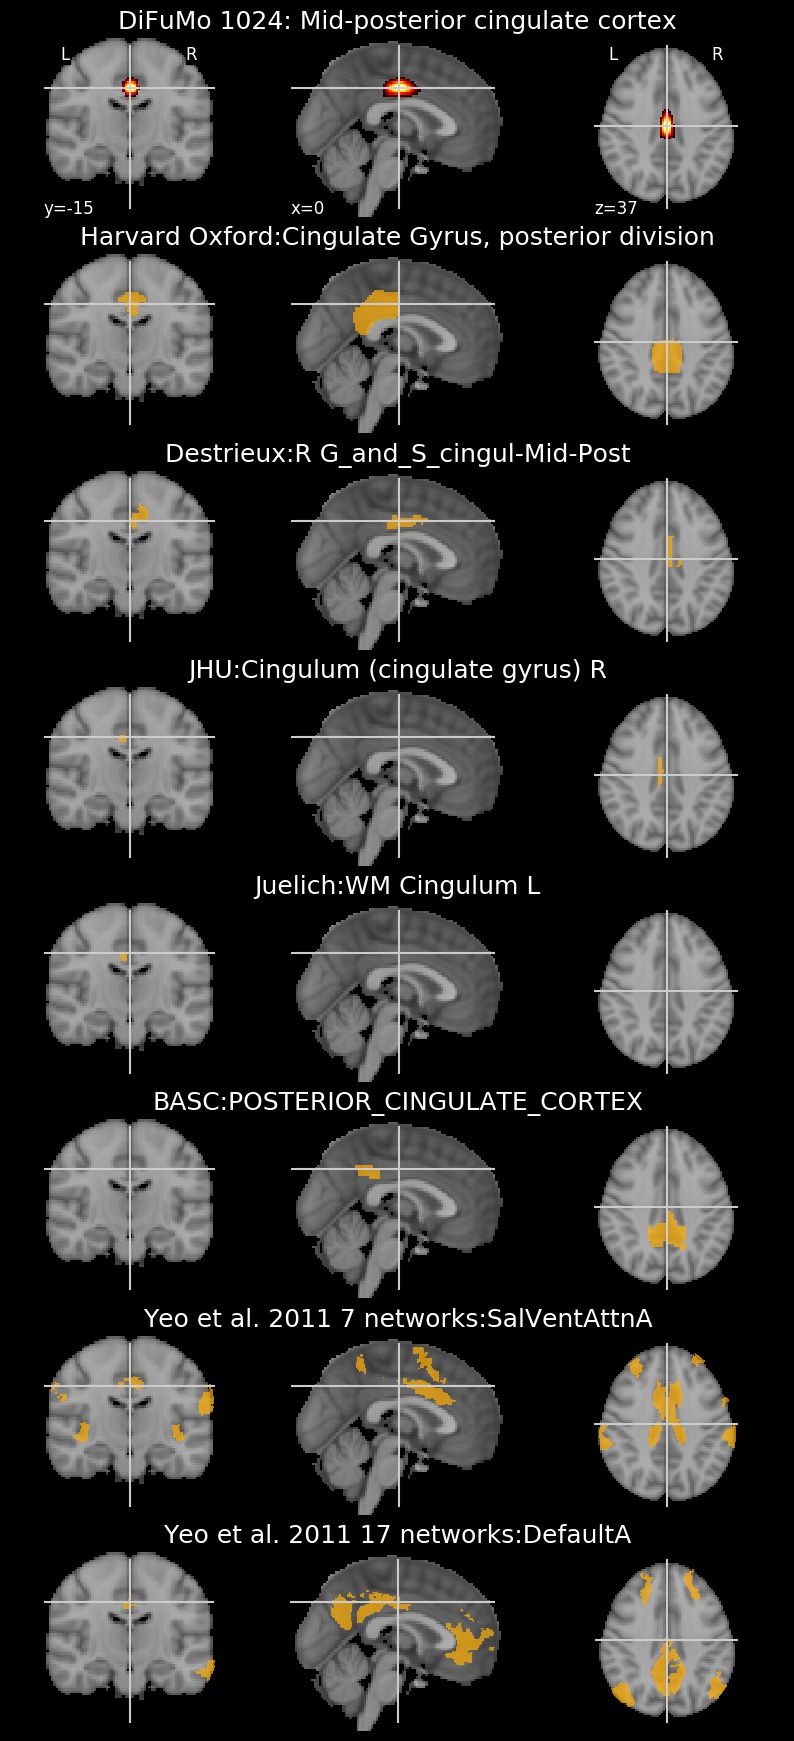 DiFuMo 1024: Mid-posterior cingulate cortex
L R L R
y=-15 x=0 z=37
Harvard Oxford:Cingulate Gyrus, posterior division
Destrieux:R G_and_S_cingul-Mid-Post
JHU:Cingulum (cingulate gyrus) R
Juelich:WM Cingulum L
BASC:POSTERIOR_CINGULATE_CORTEX
Yeo et al. 2011 7 networks:SalVentAttnA
Yeo et al. 2011 17 networks:DefaultA